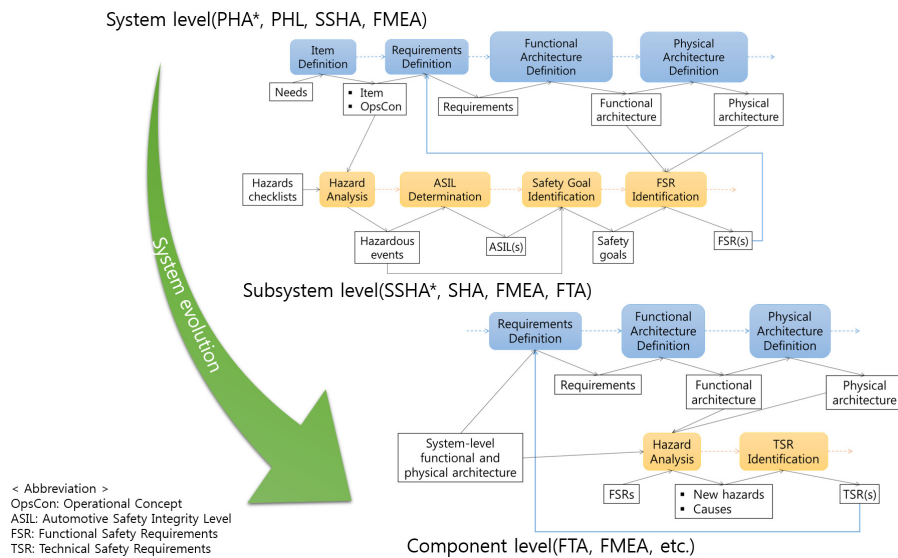 System level(PHA*, PHL, SSHA, FMEA)
Item
Definition
Requirements
Definition
Functional
Architecture
Definition
Physical
Architecture
Definition
Needs
▪ Item
▪ OpsCon
Requirements
Functional
architecture
Physical
architecture
Hazards
checklists
Hazard
Analysis
ASIL
Determination
Safety Goal
Identification
FSR
Identification
Hazardous
events
ASIL(s)
Safety
goals
FSR(s)
System evolution
Subsystem level(SSHA*, SHA, FMEA, FTA)
Requirements
Definition
Functional
Architecture
Definition
Physical
Architecture
Definition
Requirements
Functional
architecture
Physical
architecture
System-level
functional and
physical architecture
Hazard
Analysis
TSR
Identification
FSRs
▪ New hazards
▪ Causes
TSR(s)
< Abbreviation >
OpsCon: Operational Concept
ASIL: Automotive Safety Integrity Level
FSR: Functional Safety Requirements
TSR: Technical Safety Requirements
Component level(FTA, FMEA, etc.)